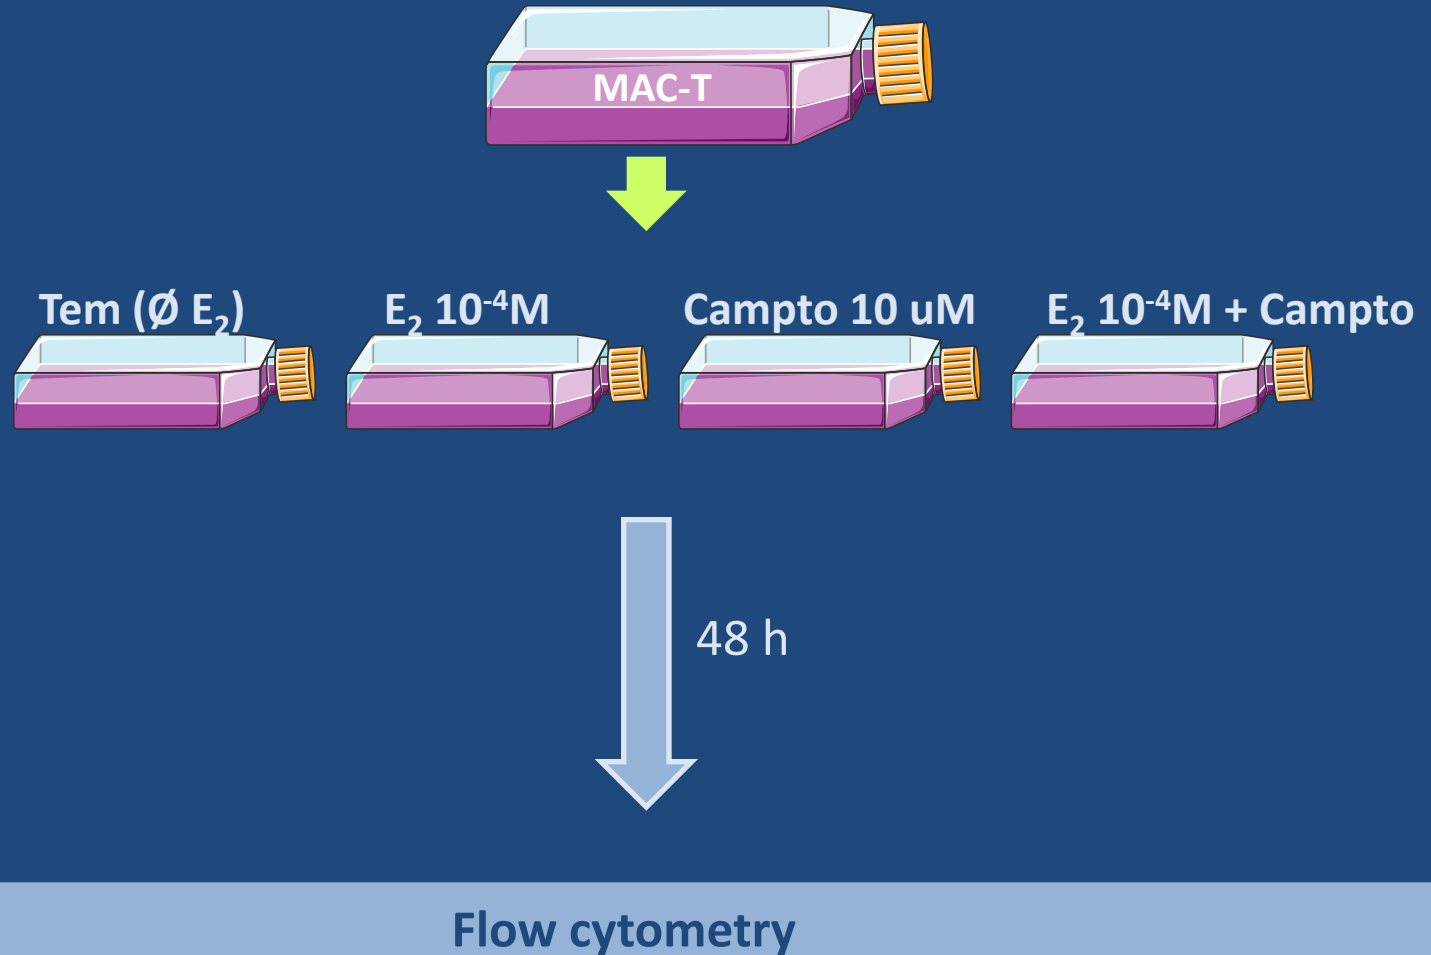 MAC-T
Tem (Ø E₂)
E₂ 10⁻⁴M
Campto 10 uM
E₂ 10⁻⁴M + Campto
48 h
Flow cytometry